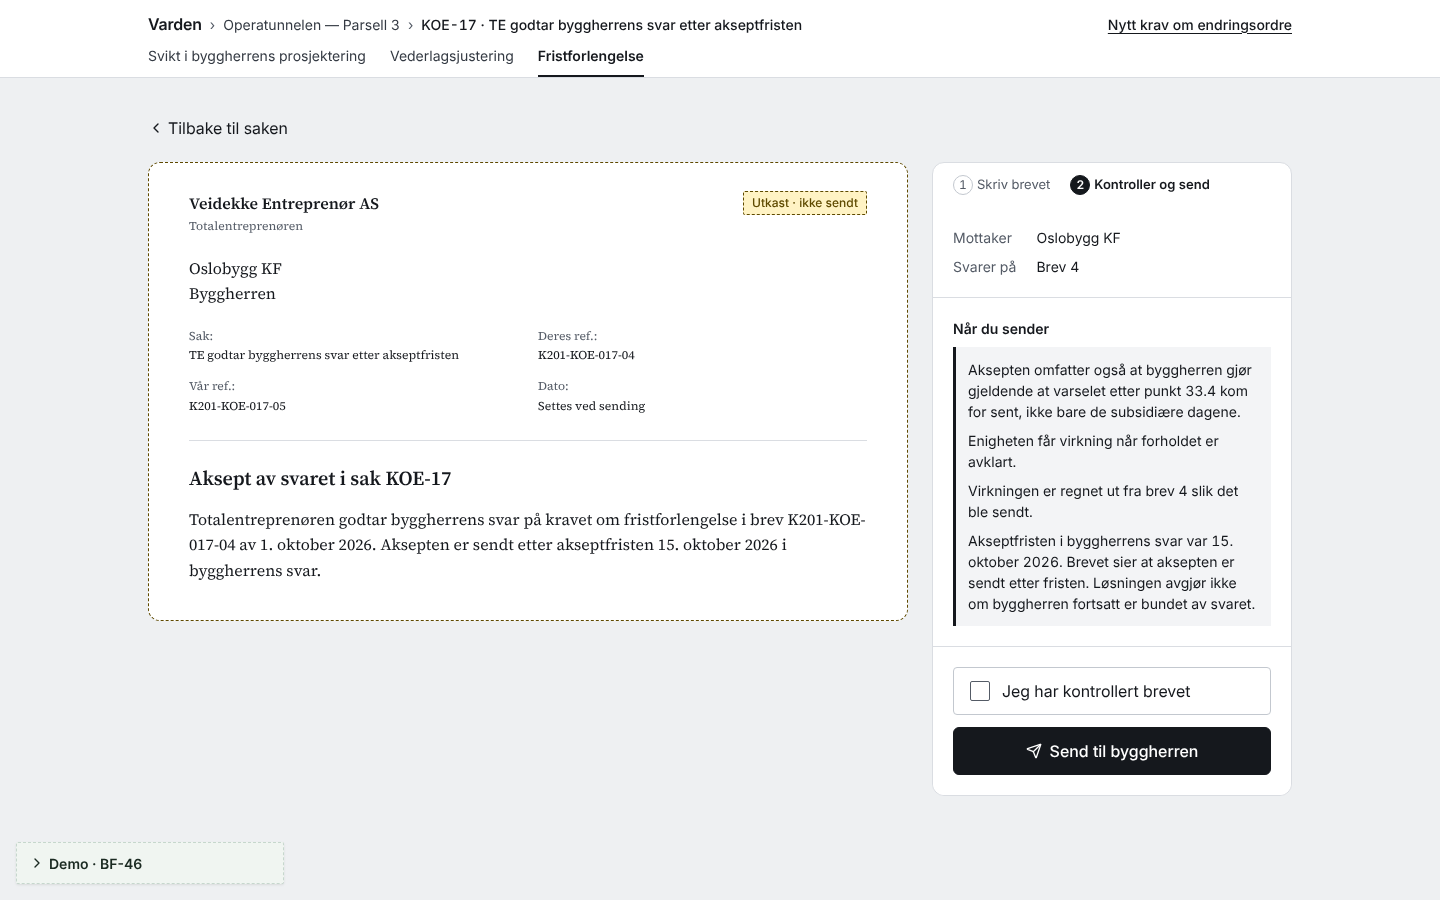 Varden › Operatunnelen — Parsell 3 › KOE-17 · TE godtar byggherrens svar etter akseptfristen
Nytt krav om endringsordre
Svikt i byggherrens prosjektering
Vederlagsjustering
Fristforlengelse
Tilbake til saken
Veidekke Entreprenør AS
Utkast · ikke sendt
Totalentreprenøren
Oslobygg KF
Byggherren
Sak:
TE godtar byggherrens svar etter akseptfristen
Deres ref.:
K201-KOE-017-04
Vår ref.:
K201-KOE-017-05
Dato:
Settes ved sending
Aksept av svaret i sak KOE-17
Totalentreprenøren godtar byggherrens svar på kravet om fristforlengelse i brev K201-KOE-
017-04 av 1. oktober 2026. Aksepten er sendt etter akseptfristen 15. oktober 2026 i
byggherrens svar.
1 Skriv brevet
2 Kontroller og send
Mottaker Oslobygg KF
Svarer på Brev 4
Når du sender
Aksepten omfatter også at byggherren gjør
gjeldende at varselet etter punkt 33.4 kom
for sent, ikke bare de subsidiære dagene.
Enigheten får virkning når forholdet er
avklart.
Virkningen er regnet ut fra brev 4 slik det
ble sendt.
Akseptfristen i byggherrens svar var 15.
oktober 2026. Brevet sier at aksepten er
sendt etter fristen. Løsningen avgjør ikke
om byggherren fortsatt er bundet av svaret.
Jeg har kontrollert brevet
Send til byggherren
Demo · BF-46